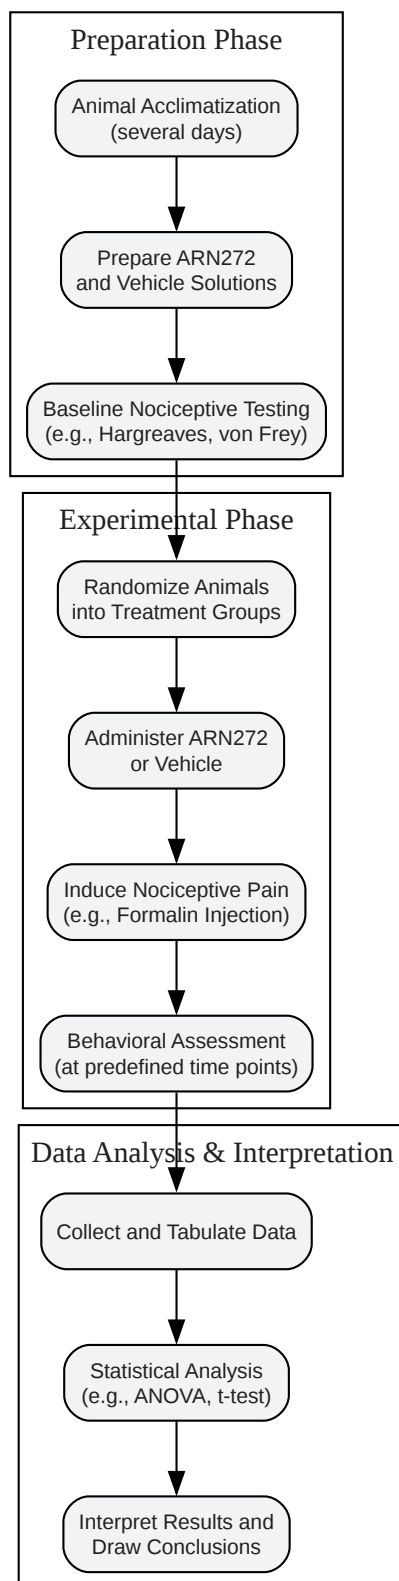 Preparation Phase
Animal Acclimatization
(several days)
Prepare ARN272
and Vehicle Solutions
Baseline Nociceptive Testing
(e.g., Hargreaves, von Frey)
Experimental Phase
Randomize Animals
into Treatment Groups
Administer ARN272
or Vehicle
Induce Nociceptive Pain
(e.g., Formalin Injection)
Behavioral Assessment
(at predefined time points)
Data Analysis & Interpretation
Collect and Tabulate Data
Statistical Analysis
(e.g., ANOVA, t-test)
Interpret Results and
Draw Conclusions